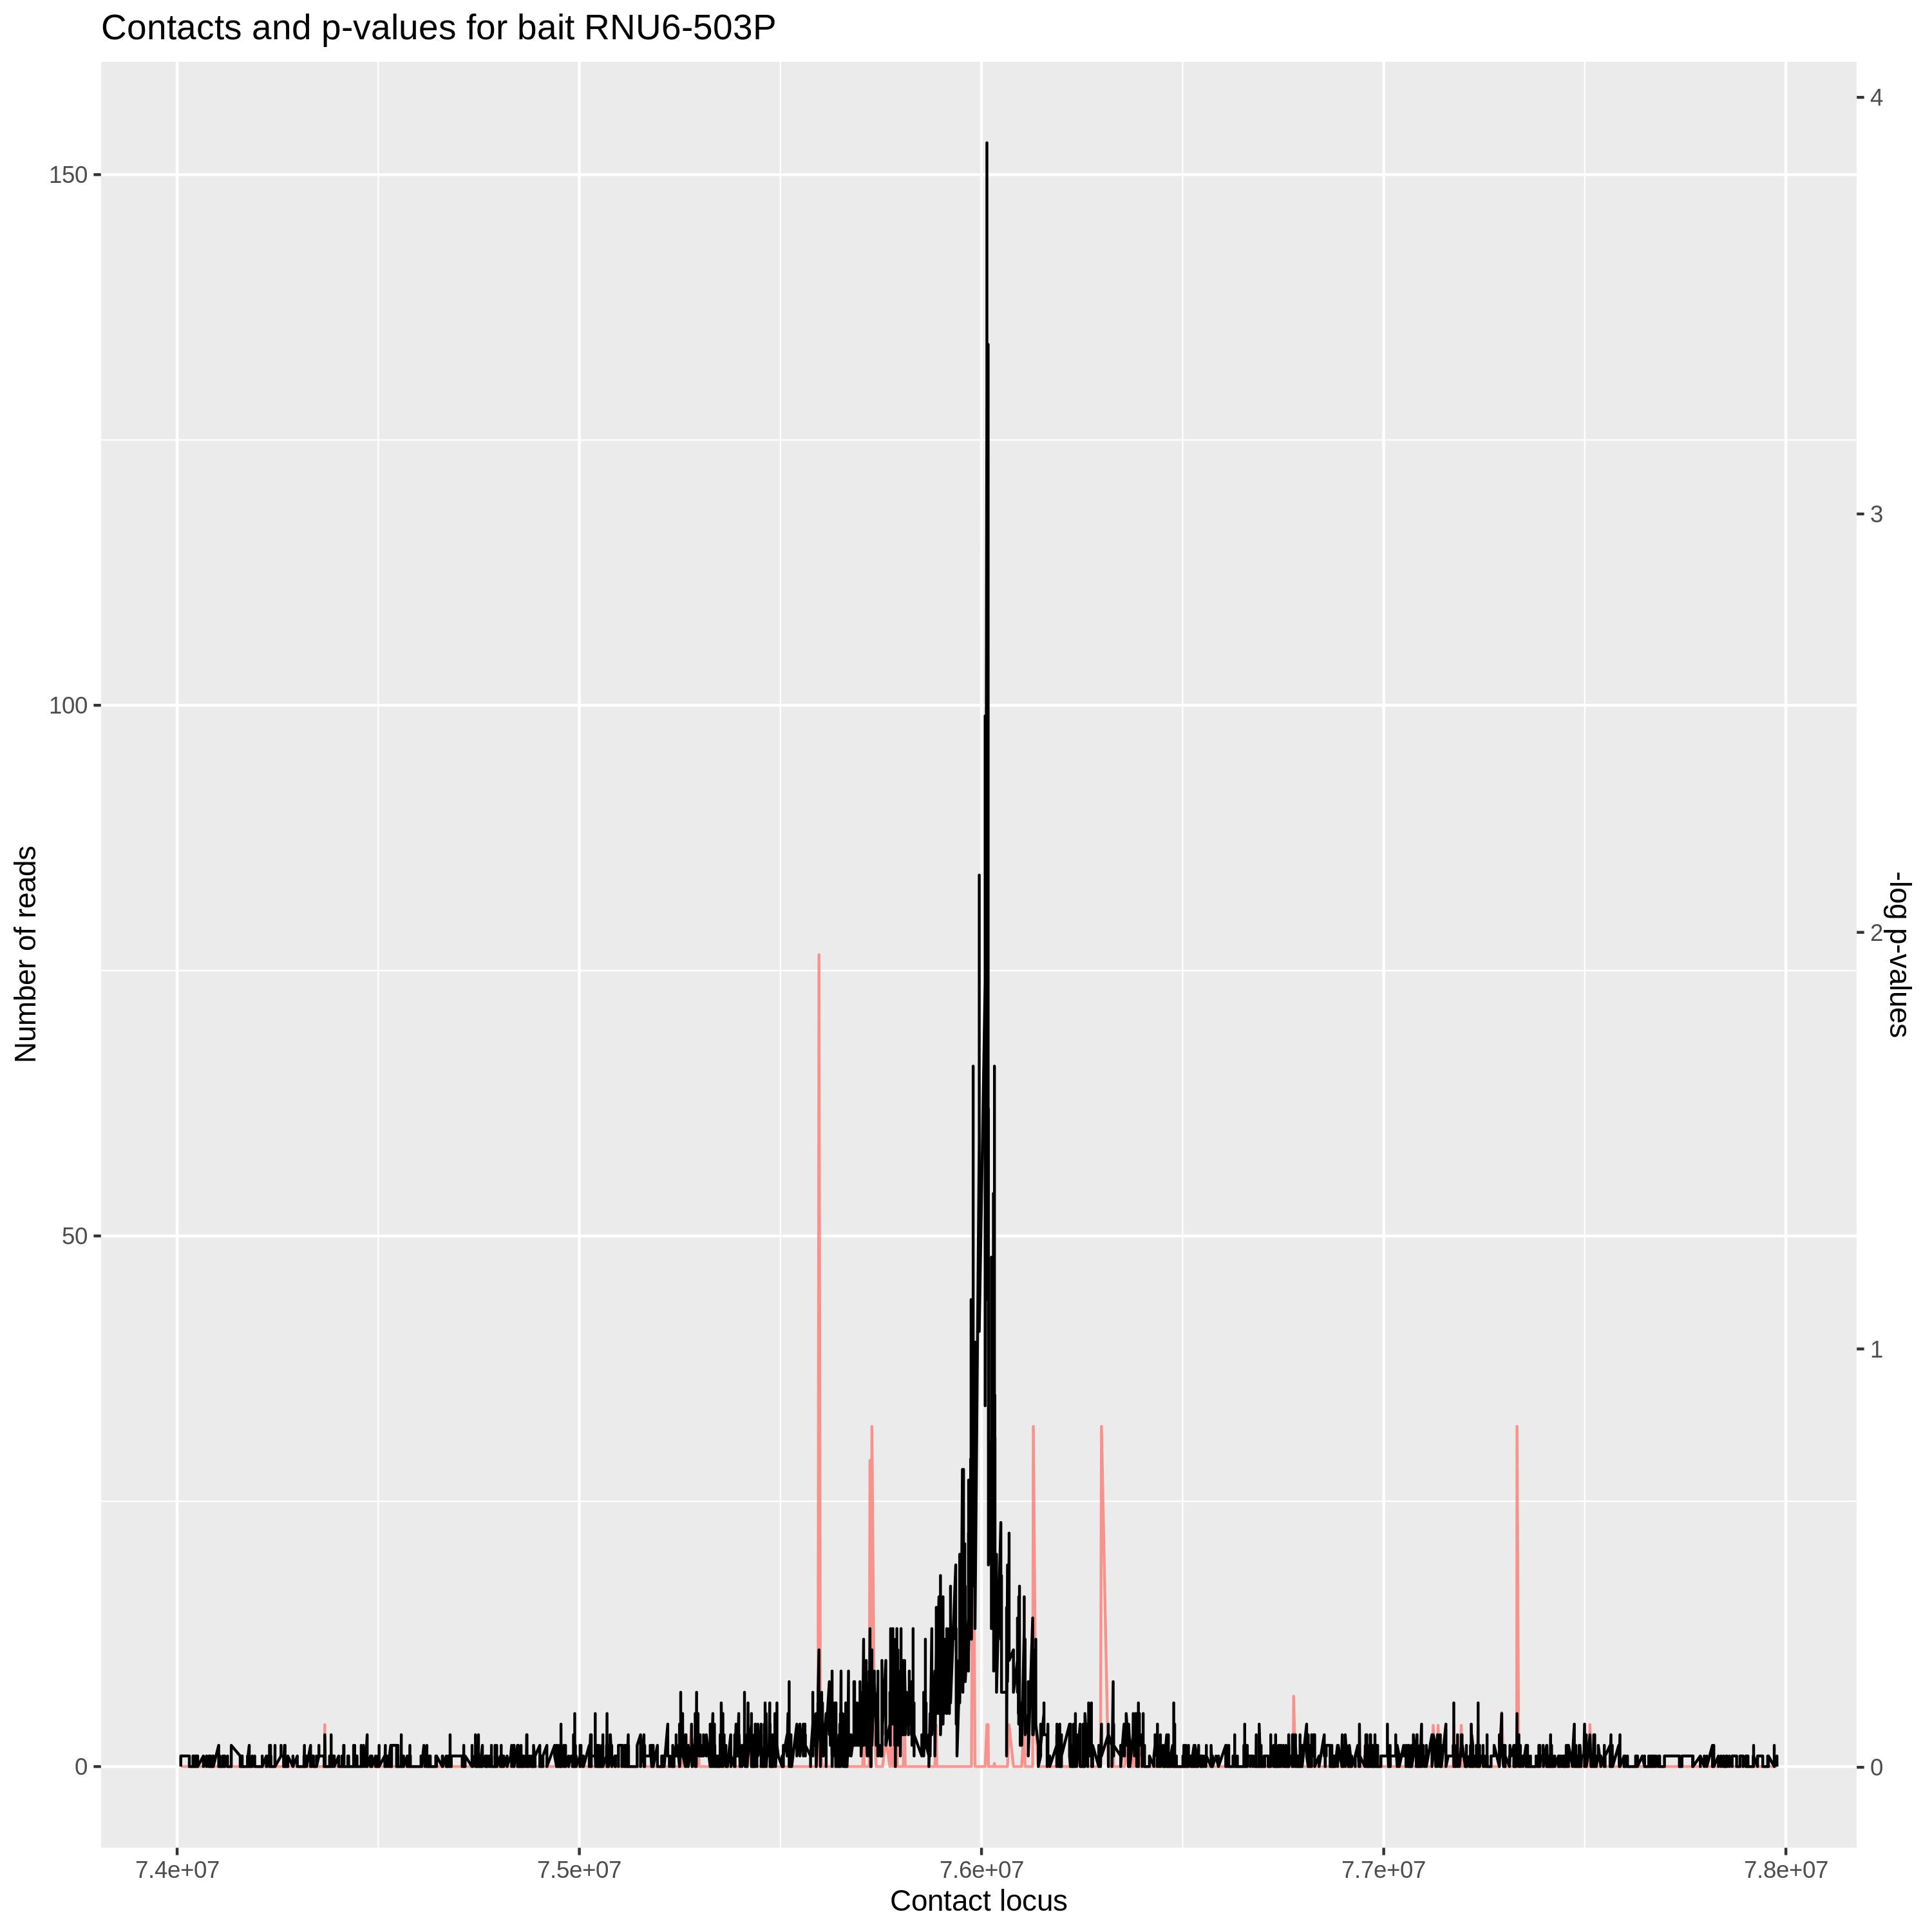 Contacts and p-values for bait RNU6-503P
4
150
3
100
Number of reads
2
-log p-values
50
1
0
0
7.4e+07 7.5e+07 7.6e+07 7.7e+07 7.8e+07
Contact locus